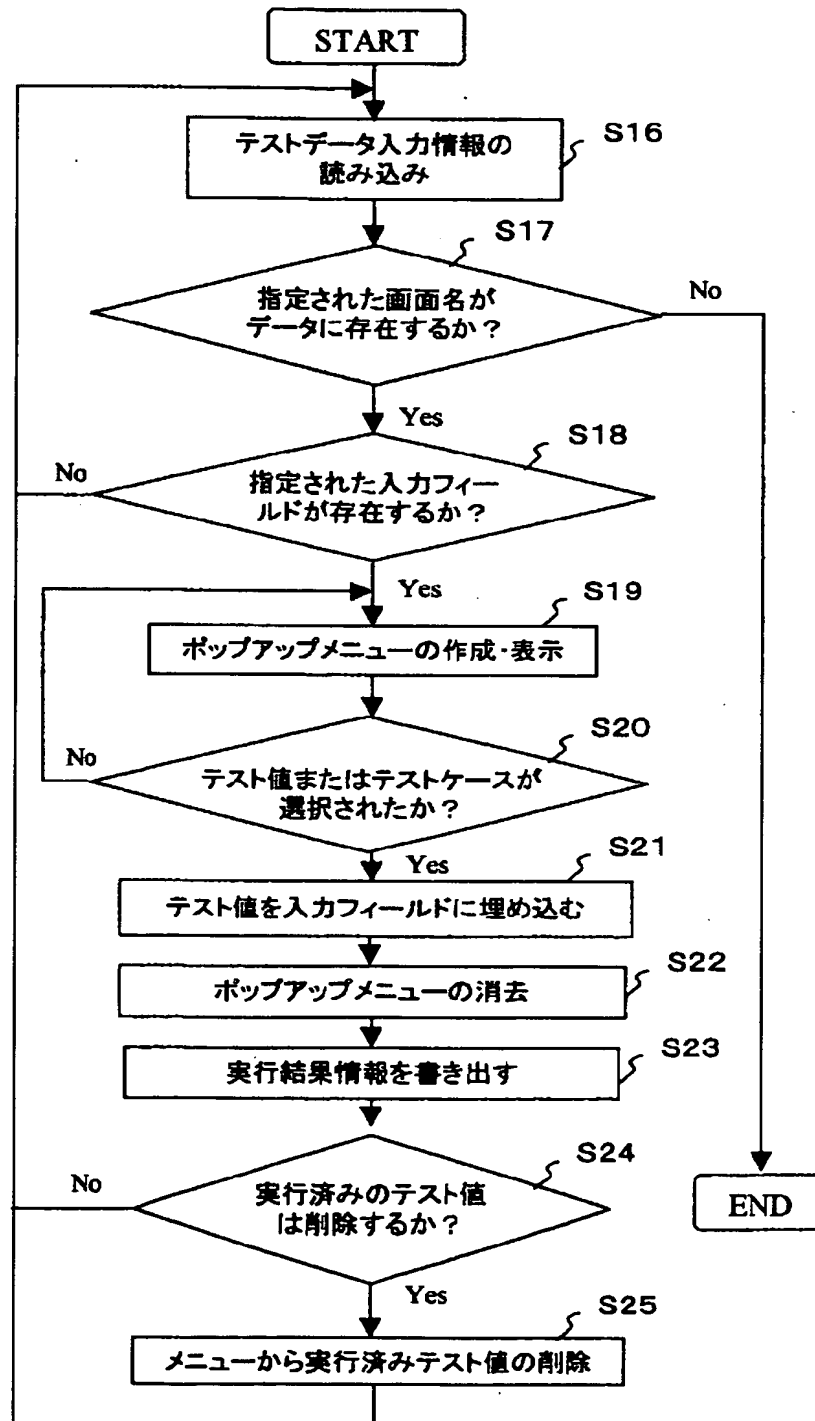 START
テストデータ入力情報の
読み込み
S16
S17
指定された画面名が
データに存在するか？
No
Yes
S18
No
指定された入力フィー
ルドが存在するか？
Yes
S19
ポップアップメニューの作成・表示
S20
No
テスト値またはテストケースが
選択されたか？
Yes
S21
テスト値を入力フィールドに埋め込む
S22
ポップアップメニューの消去
S23
実行結果情報を書き出す
S24
No
実行済みのテスト値
は削除するか？
END
Yes
S25
メニューから実行済みテスト値の削除